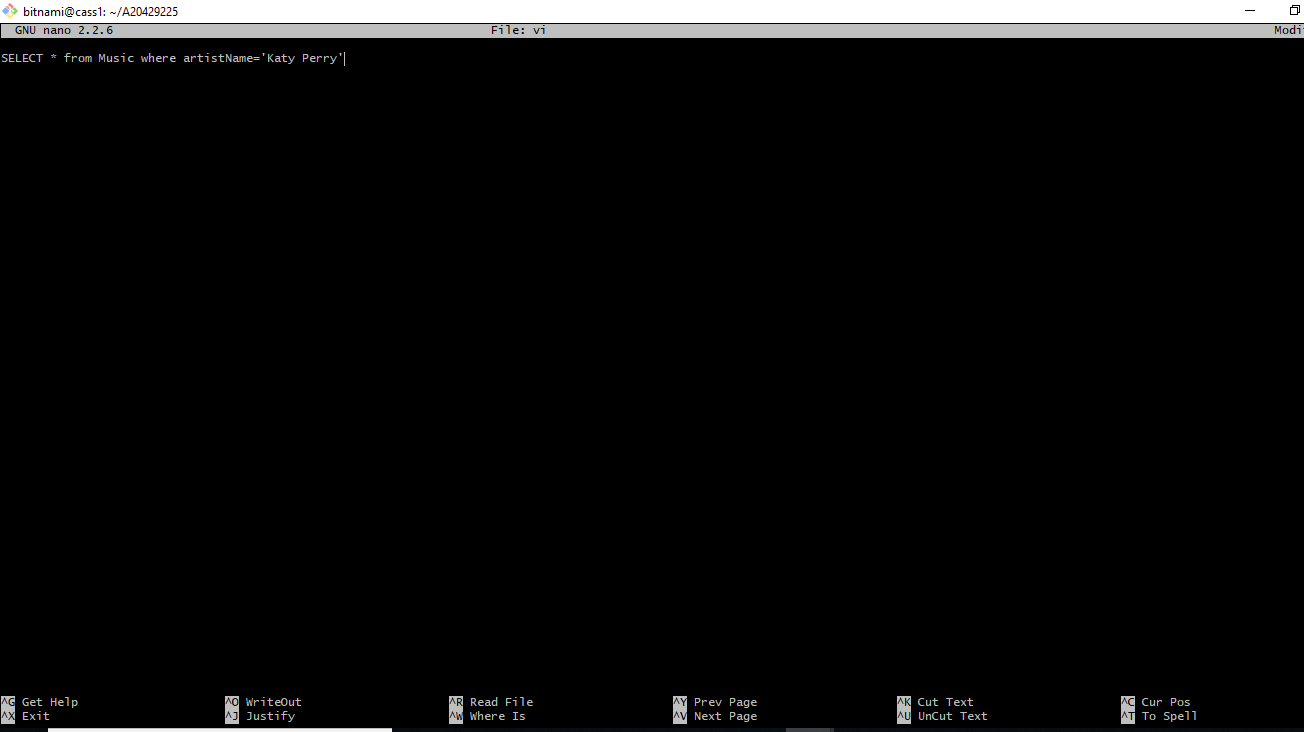 bitnami@cass1: ~/A20429225
GNU nano 2.2.6 File: vi Modi
SELECT * from Music where artistName='Katy Perry'
^G Get Help ^O WriteOut ^R Read File ^Y Prev Page ^K Cut Text ^C Cur Pos
^X Exit ^J Justify ^W Where Is ^V Next Page ^U UnCut Text ^T To Spell